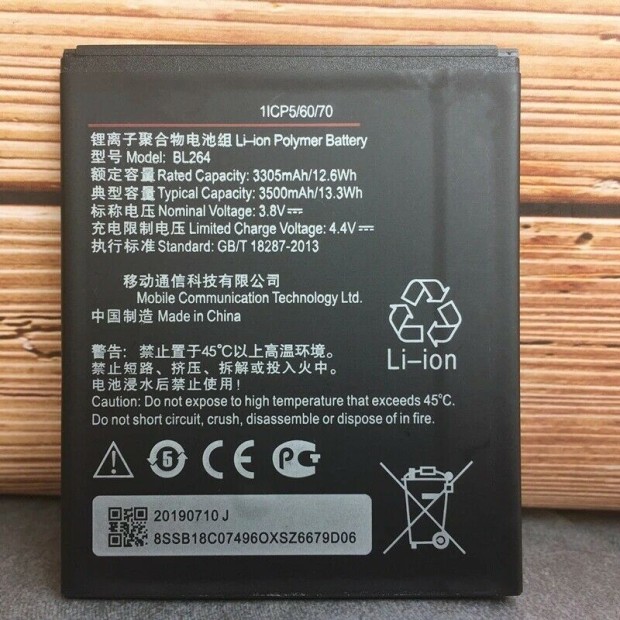 1ICP5/60/70
锂离子聚合物电池组 Li-ion Polymer Battery
型号 Model: BL264
额定容量 Rated Capacity: 3305mAh/12.6Wh
典型容量 Typical Capacity: 3500mAh/13.3Wh
标称电压 Nominal Voltage: 3.8V⎓
充电限制电压 Limited Charge Voltage: 4.4V⎓
执行标准 Standard: GB/T 18287-2013
移动通信科技有限公司
Mobile Communication Technology Ltd.
中国制造 Made in China
Li-ion
警告: 禁止置于45℃以上高温环境。
禁止短路、挤压、拆解或投入火中。
电池浸水后禁止使用!
Caution: Do not expose to high temperature that exceeds 45℃.
Do not short circuit, crush, disassemble or dispose of in fire.
5 CE PCT
20190710 J
8SSB18C07496OXSZ6679D06